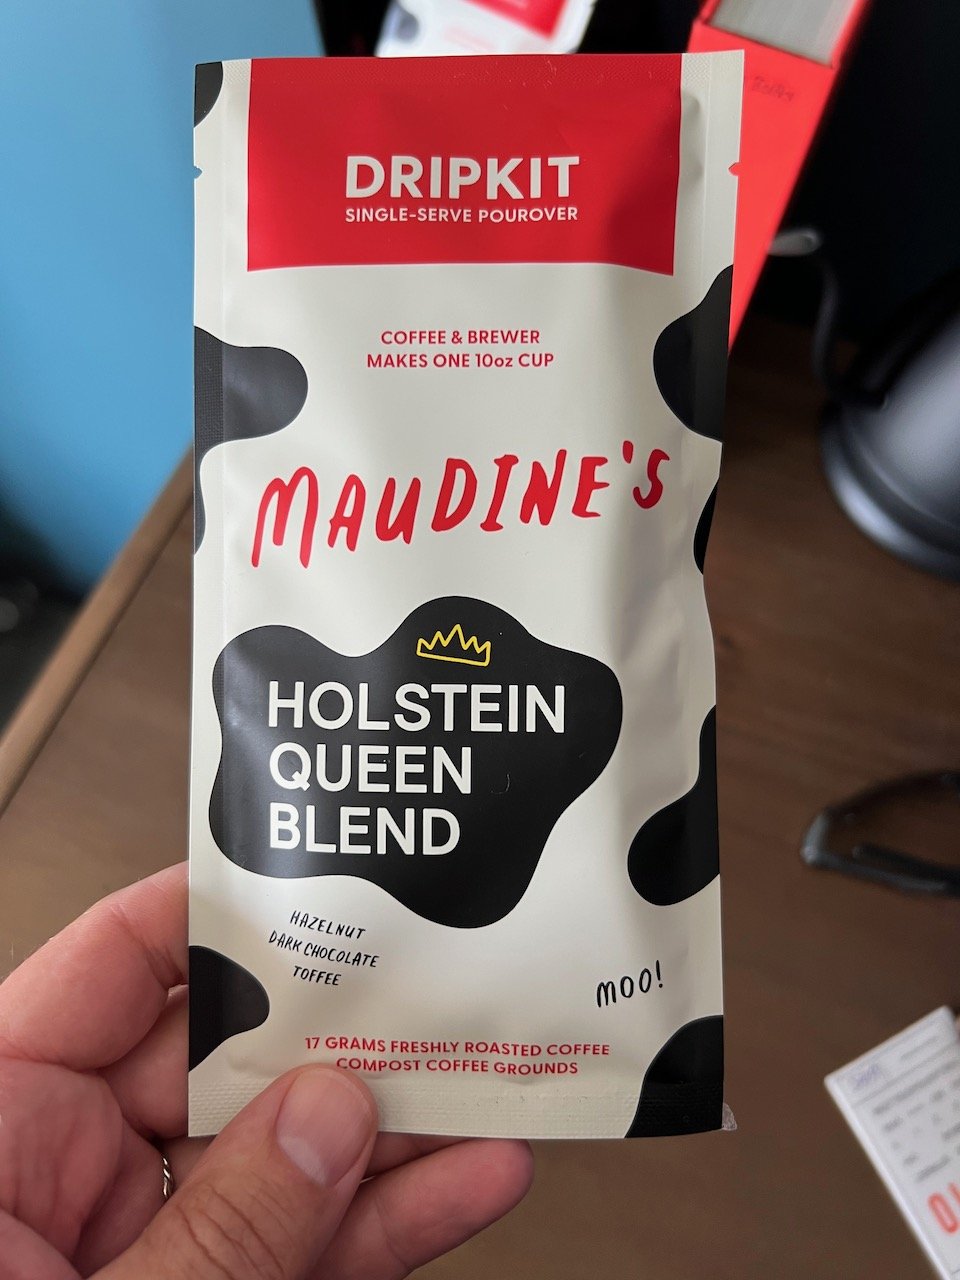 DRIPKIT
SINGLE-SERVE POUROVER
COFFEE & BREWER
MAKES ONE 10oz CUP
MAUDINE'S
HOLSTEIN
QUEEN
BLEND
HAZELNUT
DARK CHOCOLATE
TOFFEE
MOO!
17 GRAMS FRESHLY ROASTED COFFEE
COMPOST COFFEE GROUNDS